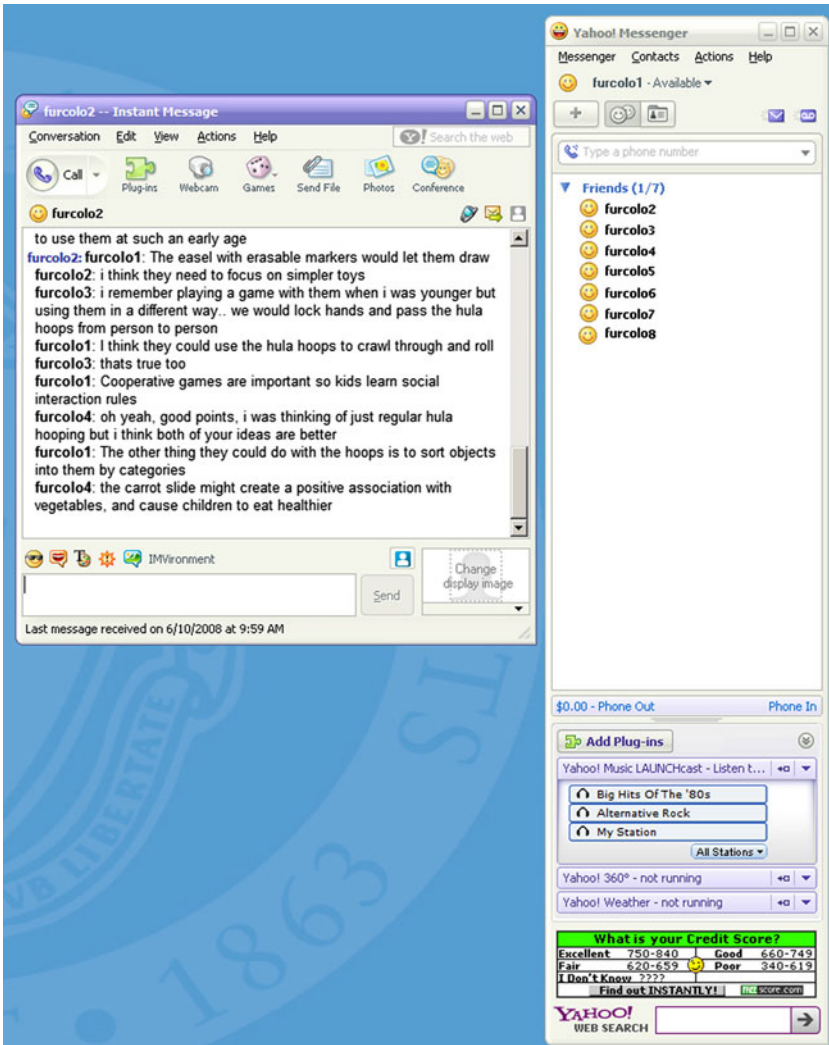 Yahoo! Messenger
Messenger Contacts Actions Help
furcolo1 - Available
Type a phone number
Friends (1/7)
furcolo2
furcolo3
furcolo4
furcolo5
furcolo6
furcolo7
furcolo8
furcolo2 -- Instant Message
Conversation Edit View Actions Help
Search the web
Call
Plug-ins Webcam Games Send File Photos Conference
furcolo2
to use them at such an early age
furcolo2: furcolo1: The easel with erasable markers would let them draw
furcolo2: i think they need to focus on simpler toys
furcolo3: i remember playing a game with them when i was younger but
using them in a different way.. we would lock hands and pass the hula
hoops from person to person
furcolo1: I think they could use the hula hoops to crawl through and roll
furcolo3: thats true too
furcolo1: Cooperative games are important so kids learn social
interaction rules
furcolo4: oh yeah, good points, i was thinking of just regular hula
hooping but i think both of your ideas are better
furcolo1: The other thing they could do with the hoops is to sort objects
into them by categories
furcolo4: the carrot slide might create a positive association with
vegetables, and cause children to eat healthier
IMVironment
Change
display image
Send
Last message received on 6/10/2008 at 9:59 AM
$0.00 - Phone Out Phone In
Add Plug-ins
Yahoo! Music LAUNCHcast - Listen t...
Big Hits Of The '80s
Alternative Rock
My Station
All Stations
Yahoo! 360° - not running
Yahoo! Weather - not running
What is your Credit Score?
Excellent 750-840 Good 660-749
Fair 620-659 Poor 340-619
I Don't Know ????
Find out INSTANTLY! score.com
YAHOO!
WEB SEARCH
VB LIBERTATE
1863
TS